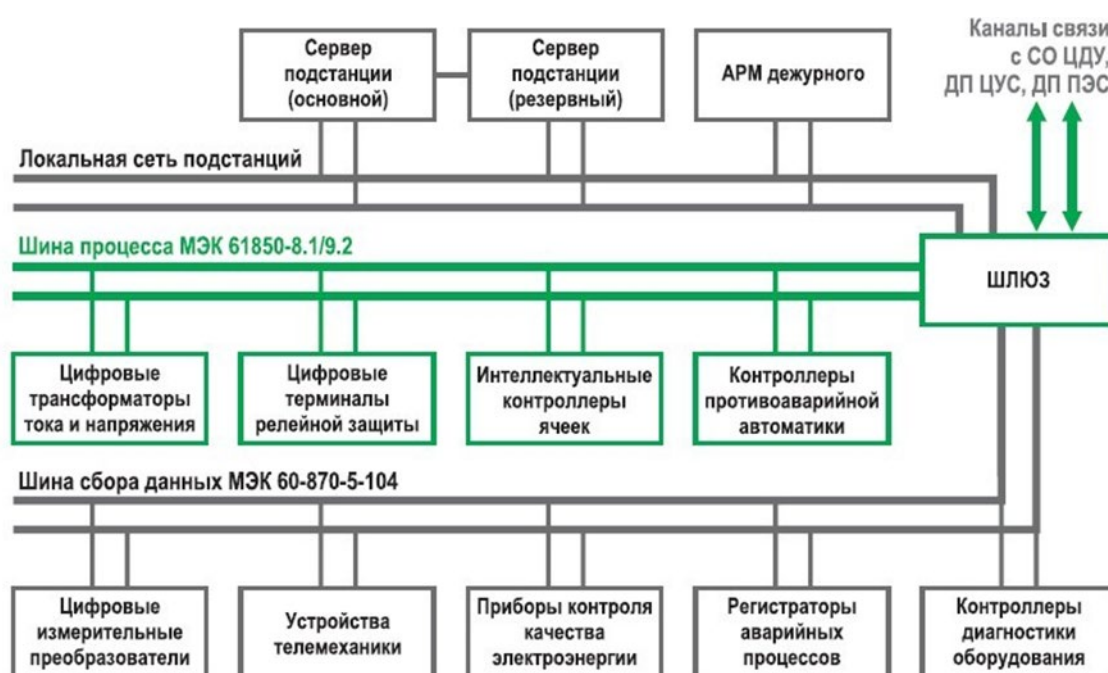 Сервер
подстанции
(основной)
Сервер
подстанции
(резервный)
АРМ дежурного
Каналы связи
с СО ЦДУ,
ДП ЦУС, ДП ПЭС
Локальная сеть подстанций
Шина процесса МЭК 61850-8.1/9.2
ШЛЮЗ
Цифровые
трансформаторы
тока и напряжения
Цифровые
терминалы
релейной защиты
Интеллектуальные
контроллеры
ячеек
Контроллеры
противоаварийной
автоматики
Шина сбора данных МЭК 60-870-5-104
Цифровые
измерительные
преобразователи
Устройства
телемеханики
Приборы контроля
качества
электроэнергии
Регистраторы
аварийных
процессов
Контроллеры
диагностики
оборудования